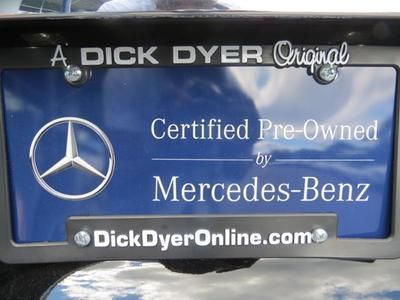 A DICK DYER Original
Certified Pre-Owned
by
Mercedes-Benz
DickDyerOnline.com